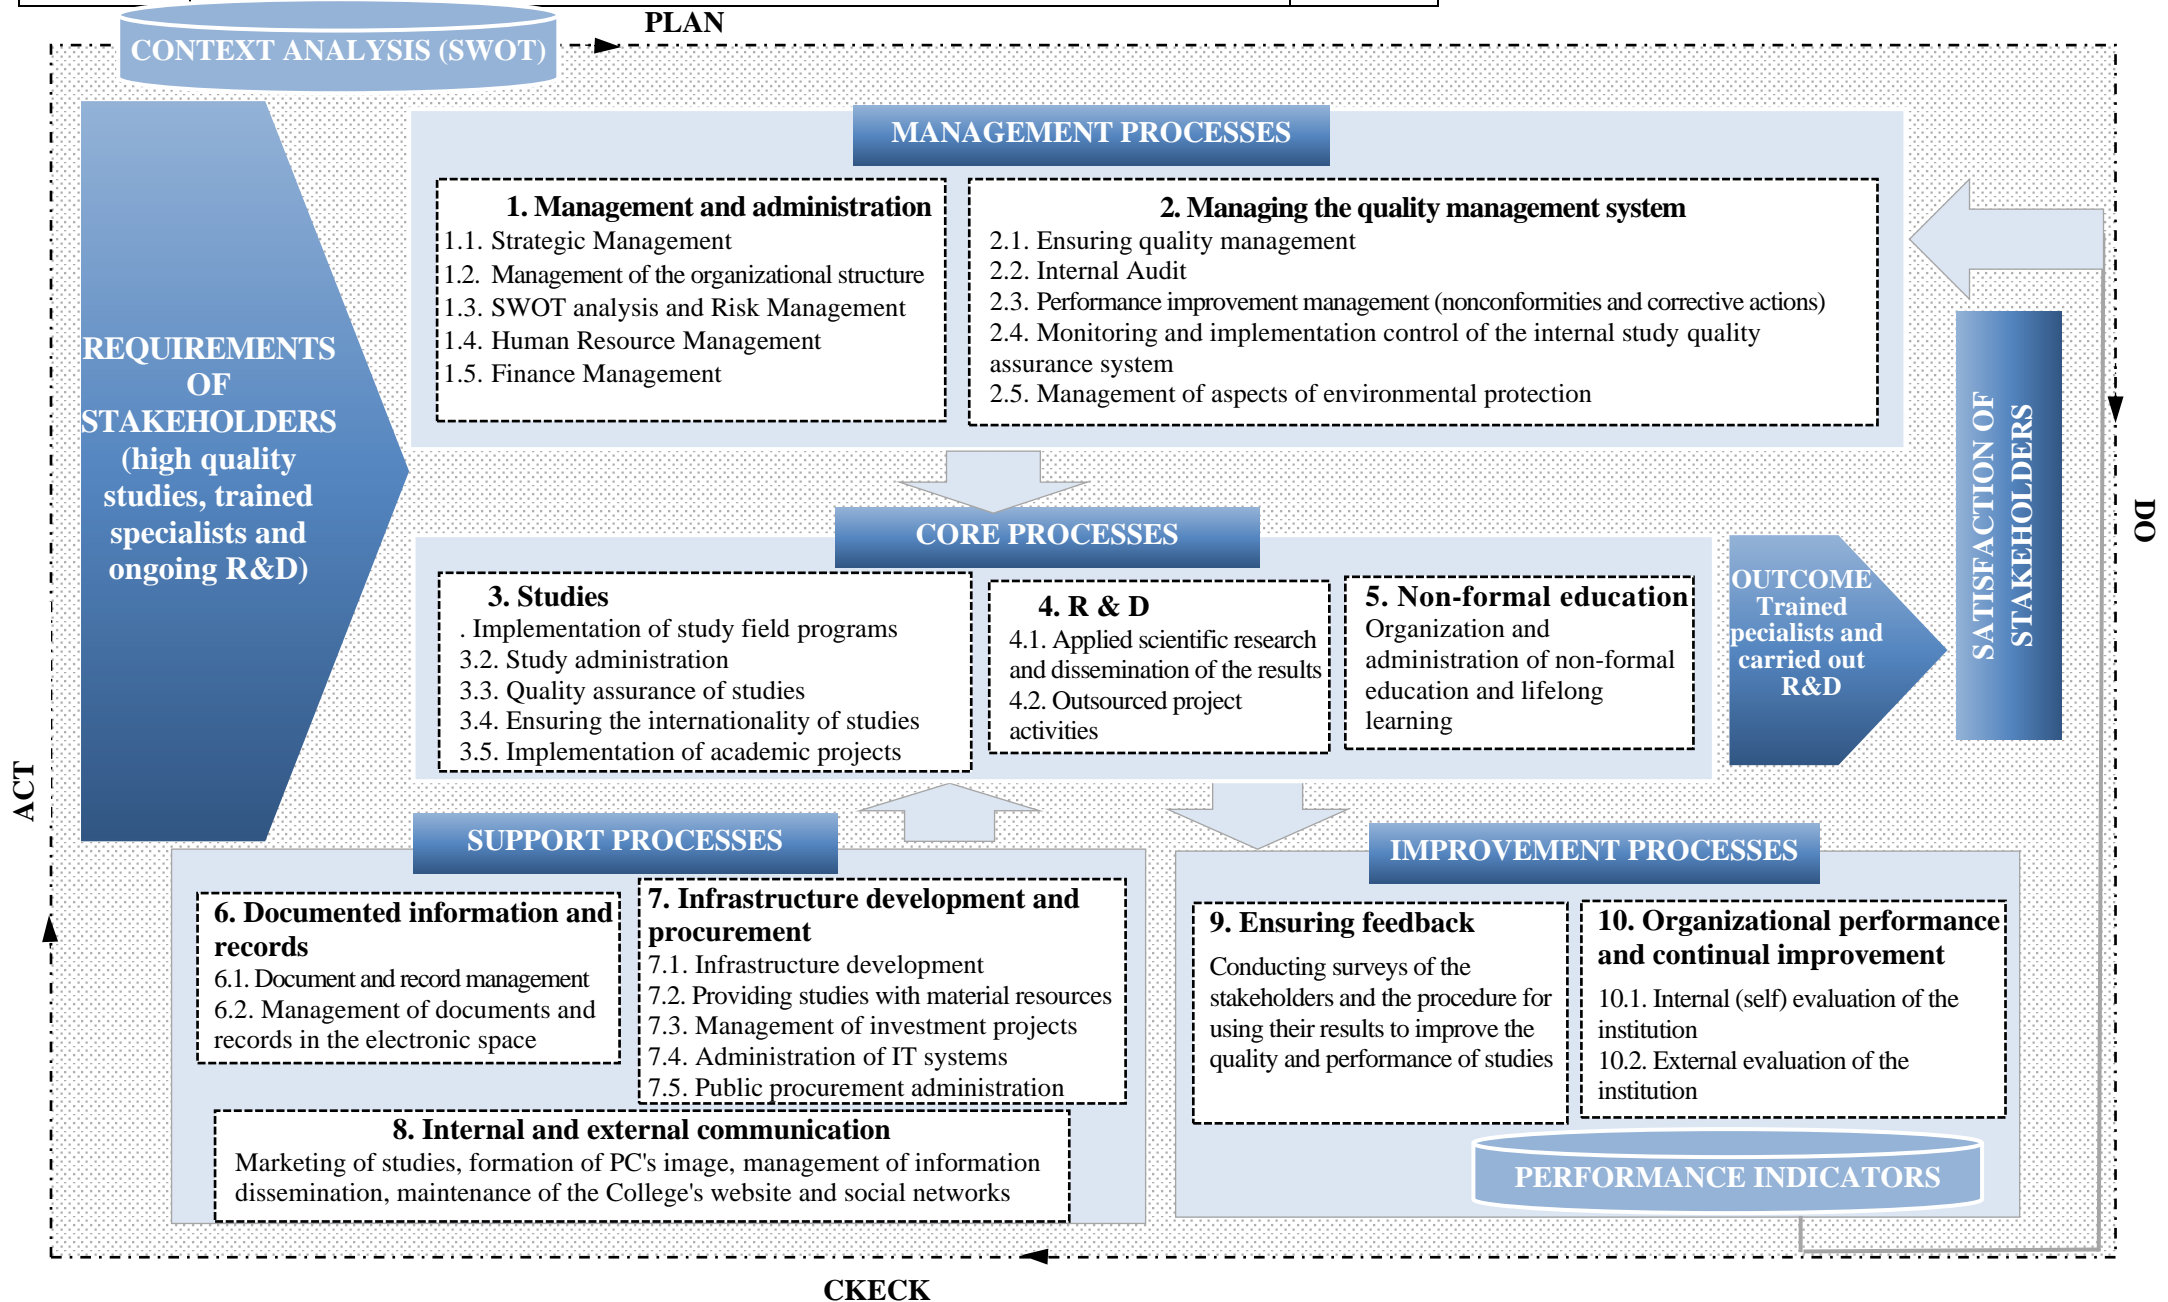 PLAN
CONTEXT ANALYSIS (SWOT)
MANAGEMENT PROCESSES
1. Management and administration
1.1. Strategic Management
1.2. Management of the organizational structure
1.3. SWOT analysis and Risk Management
1.4. Human Resource Management
1.5. Finance Management
2. Managing the quality management system
2.1. Ensuring quality management
2.2. Internal Audit
2.3. Performance improvement management (nonconformities and corrective actions)
2.4. Monitoring and implementation control of the internal study quality
assurance system
2.5. Management of aspects of environmental protection
REQUIREMENTS
OF
STAKEHOLDERS
(high quality
studies, trained
specialists and
ongoing R&D)
SATISFACTION OF
STAKEHOLDERS
DO
CORE PROCESSES
3. Studies
. Implementation of study field programs
3.2. Study administration
3.3. Quality assurance of studies
3.4. Ensuring the internationality of studies
3.5. Implementation of academic projects
4. R & D
4.1. Applied scientific research
and dissemination of the results
4.2. Outsourced project
activities
5. Non-formal education
Organization and
administration of non-formal
education and lifelong
learning
OUTCOME
Trained
pecialists and
carried out
R&D
ACT
SUPPORT PROCESSES
6. Documented information and
records
6.1. Document and record management
6.2. Management of documents and
records in the electronic space
7. Infrastructure development and
procurement
7.1. Infrastructure development
7.2. Providing studies with material resources
7.3. Management of investment projects
7.4. Administration of IT systems
7.5. Public procurement administration
8. Internal and external communication
Marketing of studies, formation of PC's image, management of information
dissemination, maintenance of the College's website and social networks
IMPROVEMENT PROCESSES
9. Ensuring feedback
Conducting surveys of the
stakeholders and the procedure for
using their results to improve the
quality and performance of studies
10. Organizational performance
and continual improvement
10.1. Internal (self) evaluation of the
institution
10.2. External evaluation of the
institution
PERFORMANCE INDICATORS
CKECK